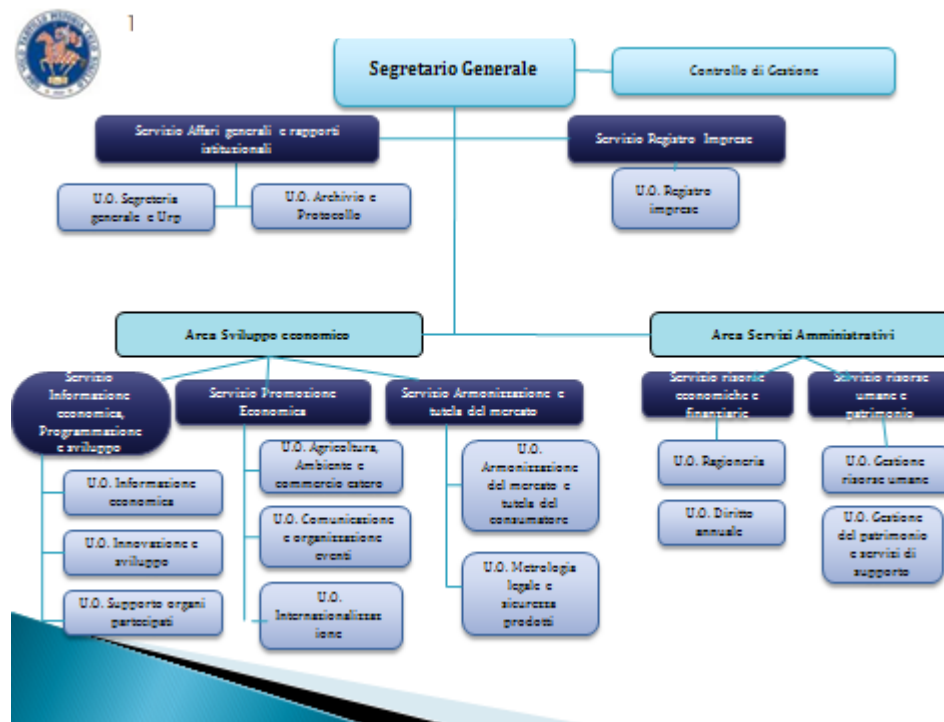 1
Segretario Generale
Controllo di Gestione
Servizio Affari generali e rapporti
istituzionali
Servizio Registro Imprese
U.O. Segreteria
generale e Urp
U.O. Archivio e
Protocollo
U.O. Registro
imprese
Area Sviluppo economico
Area Servizi Amministrativi
Servizio
Informazione
economica,
Programmazione
e sviluppo
Servizio Promozione
Economica
Servizio Armonizzazione e
tutela del mercato
Servizio risorse
economiche e
finanziarie
Servizio risorse
umane e
patrimonio
U.O. Informazione
economica
U.O. Innovazione e
sviluppo
U.O. Supporto organi
partecipati
U.O. Agricoltura,
Ambiente e
commercio estero
U.O. Comunicazione
e organizzazione
eventi
U.O.
Internazionalizzaz
ione
U.O.
Armonizzazione
del mercato e
tutela del
consumatore
U.O. Metrologia
legale e
sicurezza
prodotti
U.O. Ragioneria
U.O. Diritto
annuale
U.O. Gestione
risorse umane
U.O. Gestione
del patrimonio
e servizi di
supporto